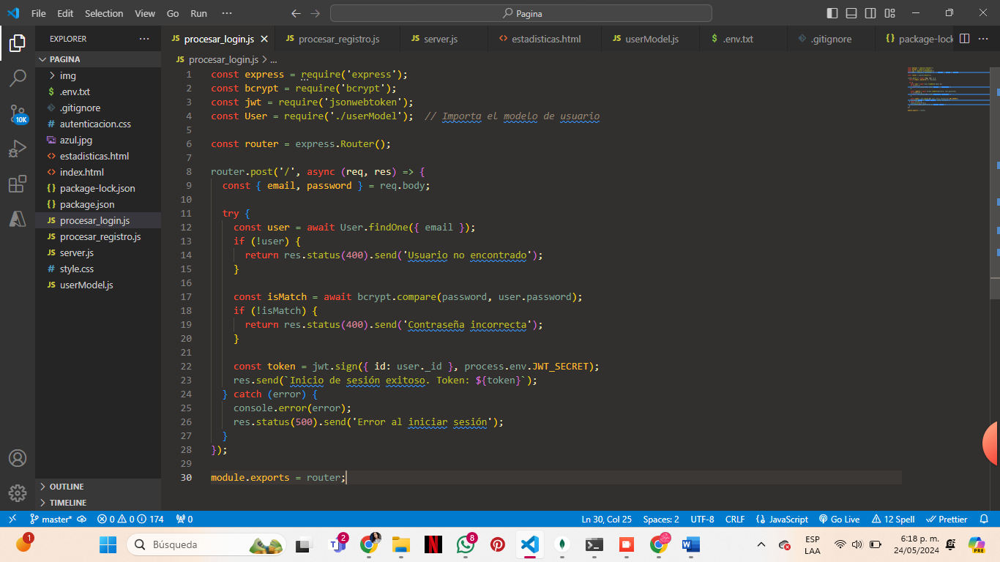 File Edit Selection View Go Run ··· Pagina
EXPLORER ···
PAGINA
img
.env.txt
.gitignore
10K
autenticacion.css
azul.jpg
estadisticas.html
index.html
package-lock.json
package.json
procesar_login.js
procesar_registro.js
server.js
style.css
userModel.js
OUTLINE
TIMELINE
JS procesar_login.js JS procesar_registro.js JS server.js <> estadisticas.html JS userModel.js $ .env.txt .gitignore {} package-lock
JS procesar_login.js > ...
1 const express = require('express');
2 const bcrypt = require('bcrypt');
3 const jwt = require('jsonwebtoken');
4 const User = require('./userModel');  // Importa el modelo de usuario
5
6 const router = express.Router();
7
8 router.post('/', async (req, res) => {
9   const { email, password } = req.body;
10
11   try {
12     const user = await User.findOne({ email });
13     if (!user) {
14       return res.status(400).send('Usuario no encontrado');
15     }
16
17     const isMatch = await bcrypt.compare(password, user.password);
18     if (!isMatch) {
19       return res.status(400).send('Contraseña incorrecta');
20     }
21
22     const token = jwt.sign({ id: user._id }, process.env.JWT_SECRET);
23     res.send(`Inicio de sesión exitoso. Token: ${token}`);
24   } catch (error) {
25     console.error(error);
26     res.status(500).send('Error al iniciar sesión');
27   }
28 });
29
30 module.exports = router;
master* 0 0 174 0 Ln 30, Col 25 Spaces: 2 UTF-8 CRLF {} JavaScript Go Live 12 Spell Prettier
1 Búsqueda 2 8 ESP LAA 6:18 p. m. 24/05/2024 PRE